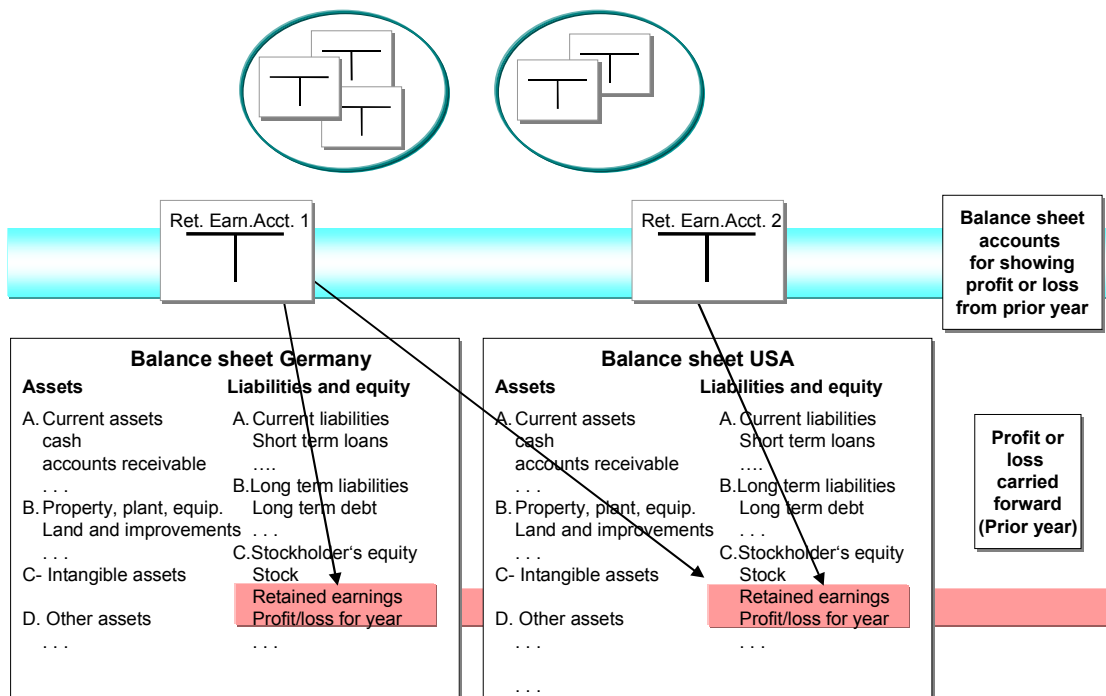 Ret. Earn.Acct. 1
Ret. Earn.Acct. 2
Balance sheet
accounts
for showing
profit or loss
from prior year
Balance sheet Germany
Assets
Liabilities and equity
A. Current assets
cash
accounts receivable
. . .
B. Property, plant, equip.
Land and improvements
. . .
C- Intangible assets
D. Other assets
. . .
A. Current liabilities
Short term loans
….
B.Long term liabilities
Long term debt
. . .
C.Stockholder‘s equity
Stock
Retained earnings
Profit/loss for year
. . .
Balance sheet USA
Assets
Liabilities and equity
A. Current assets
cash
accounts receivable
. . .
B. Property, plant, equip.
Land and improvements
. . .
C- Intangible assets
D. Other assets
. . .
. . .
A. Current liabilities
Short term loans
….
B.Long term liabilities
Long term debt
. . .
C.Stockholder‘s equity
Stock
Retained earnings
Profit/loss for year
. . .
Profit or
loss
carried
forward
(Prior year)